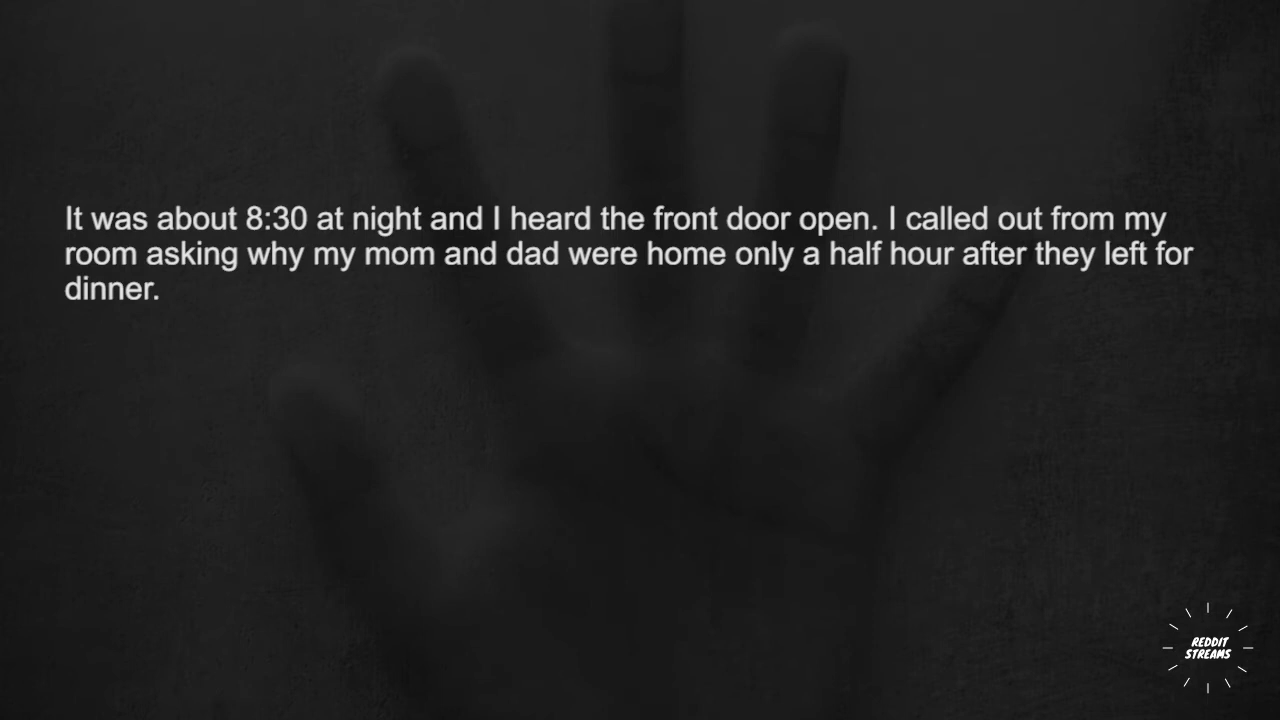 It was about 8:30 at night and I heard the front door open. I called out from my
room asking why my mom and dad were home only a half hour after they left for
dinner.
REDDIT
STREAMS